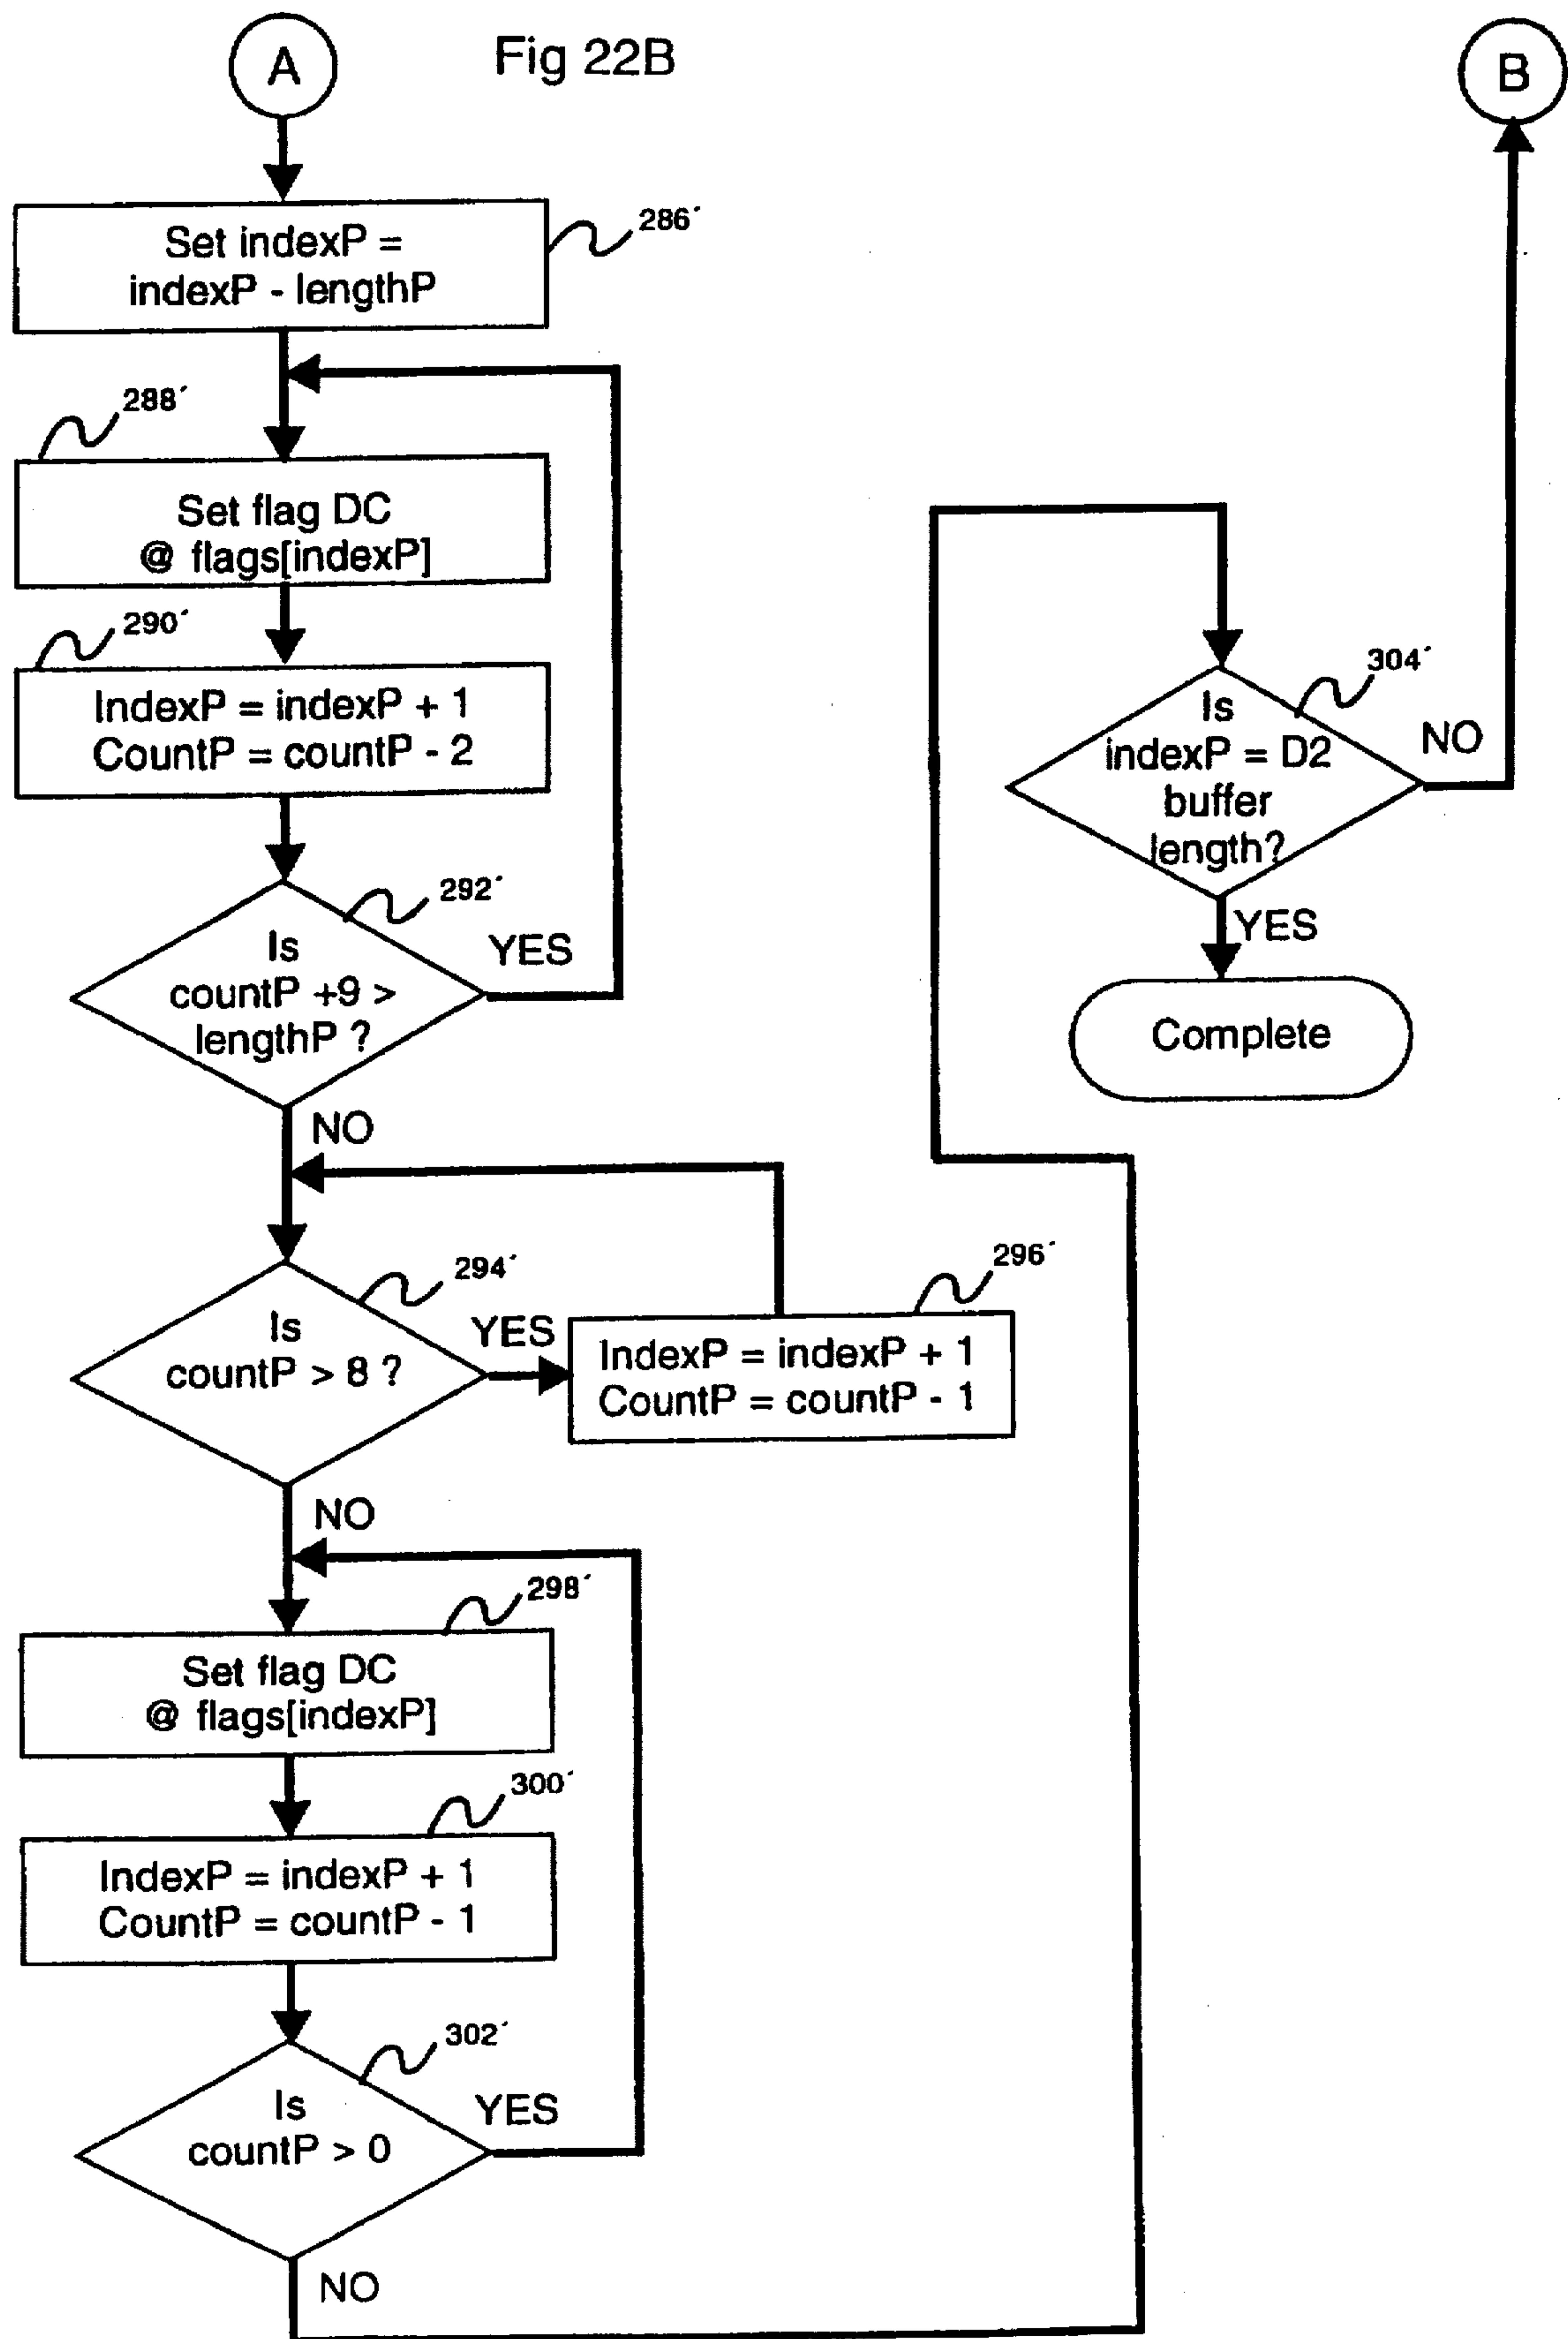 A
Fig 22B
B
Set indexP =
indexP - lengthP
286´
288´
Set flag DC
@ flags[indexP]
290´
IndexP = indexP + 1
CountP = countP - 2
292´
Is
countP +9 >
lengthP ?
YES
NO
294´
Is
countP > 8 ?
YES
296´
IndexP = indexP + 1
CountP = countP - 1
NO
298´
Set flag DC
@ flags[indexP]
300´
IndexP = indexP + 1
CountP = countP - 1
302´
Is
countP > 0
YES
NO
304´
Is
indexP = D2
buffer
length?
NO
YES
Complete